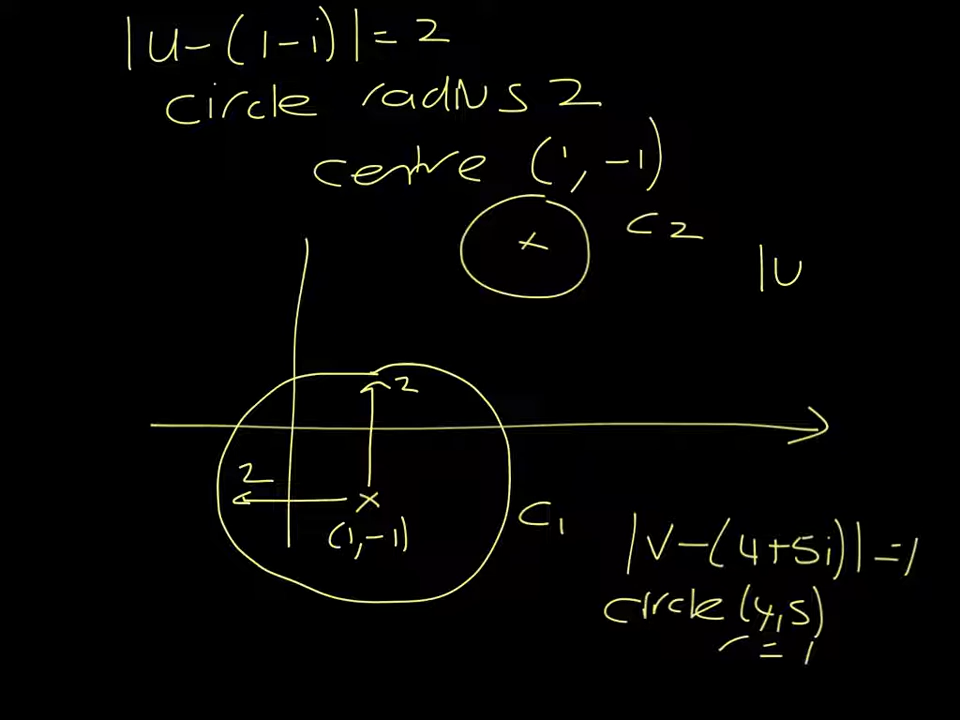 |u-(1-i)|=2
circle radius 2
centre (1,-1)
C2
|U
2
2
(1,-1)
C1
|V-(4+5i)|=1
circle (4,5)
r=1